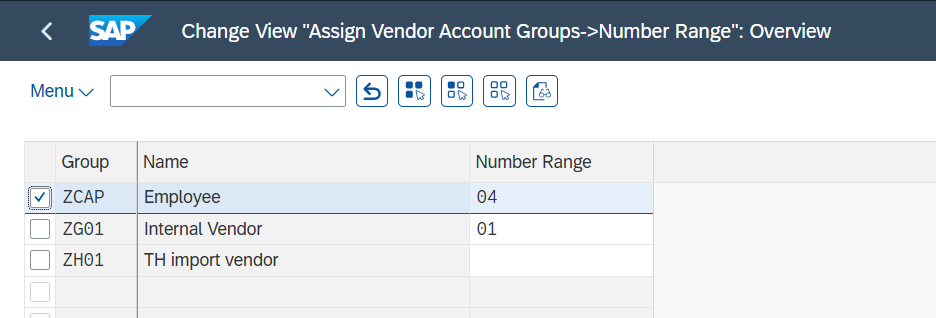 SAP Change View "Assign Vendor Account Groups->Number Range": Overview
Menu
Group Name Number Range
ZCAP Employee 04
ZG01 Internal Vendor 01
ZH01 TH import vendor